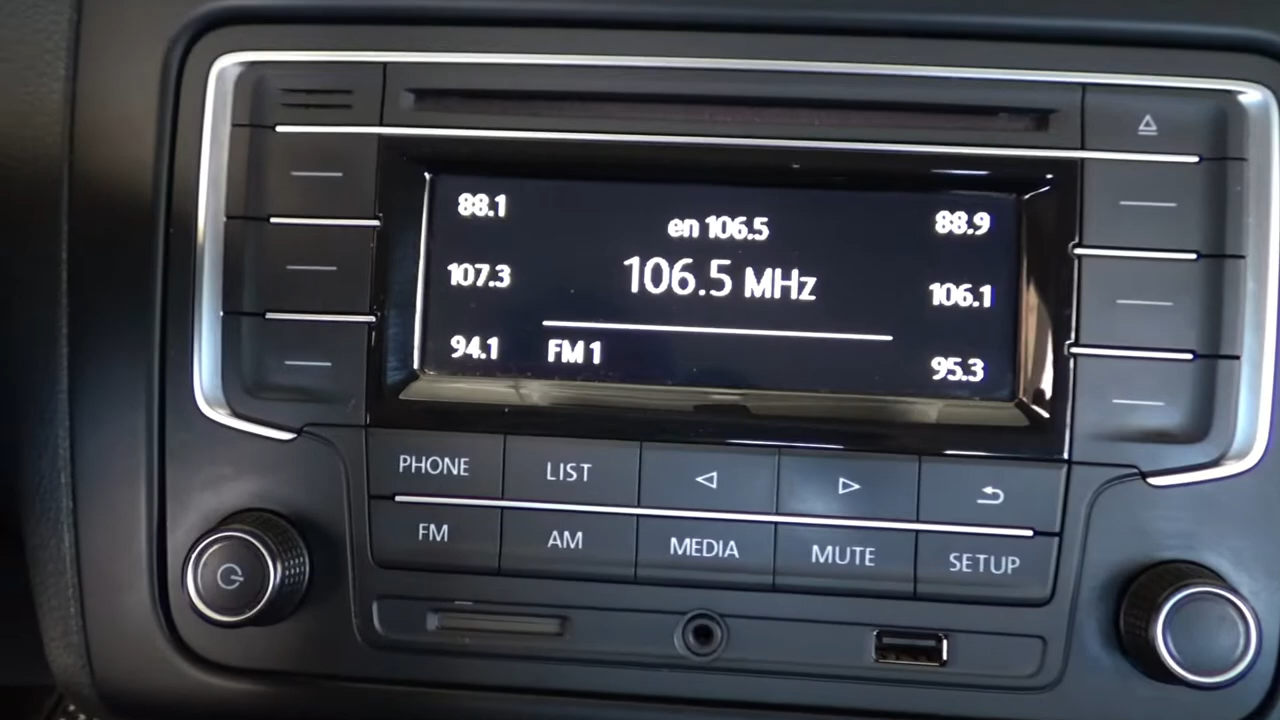 88.1
en 106.5
88.9
107.3
106.5 MHz
106.1
94.1
FM 1
95.3
PHONE
LIST
FM
AM
MEDIA
MUTE
SETUP